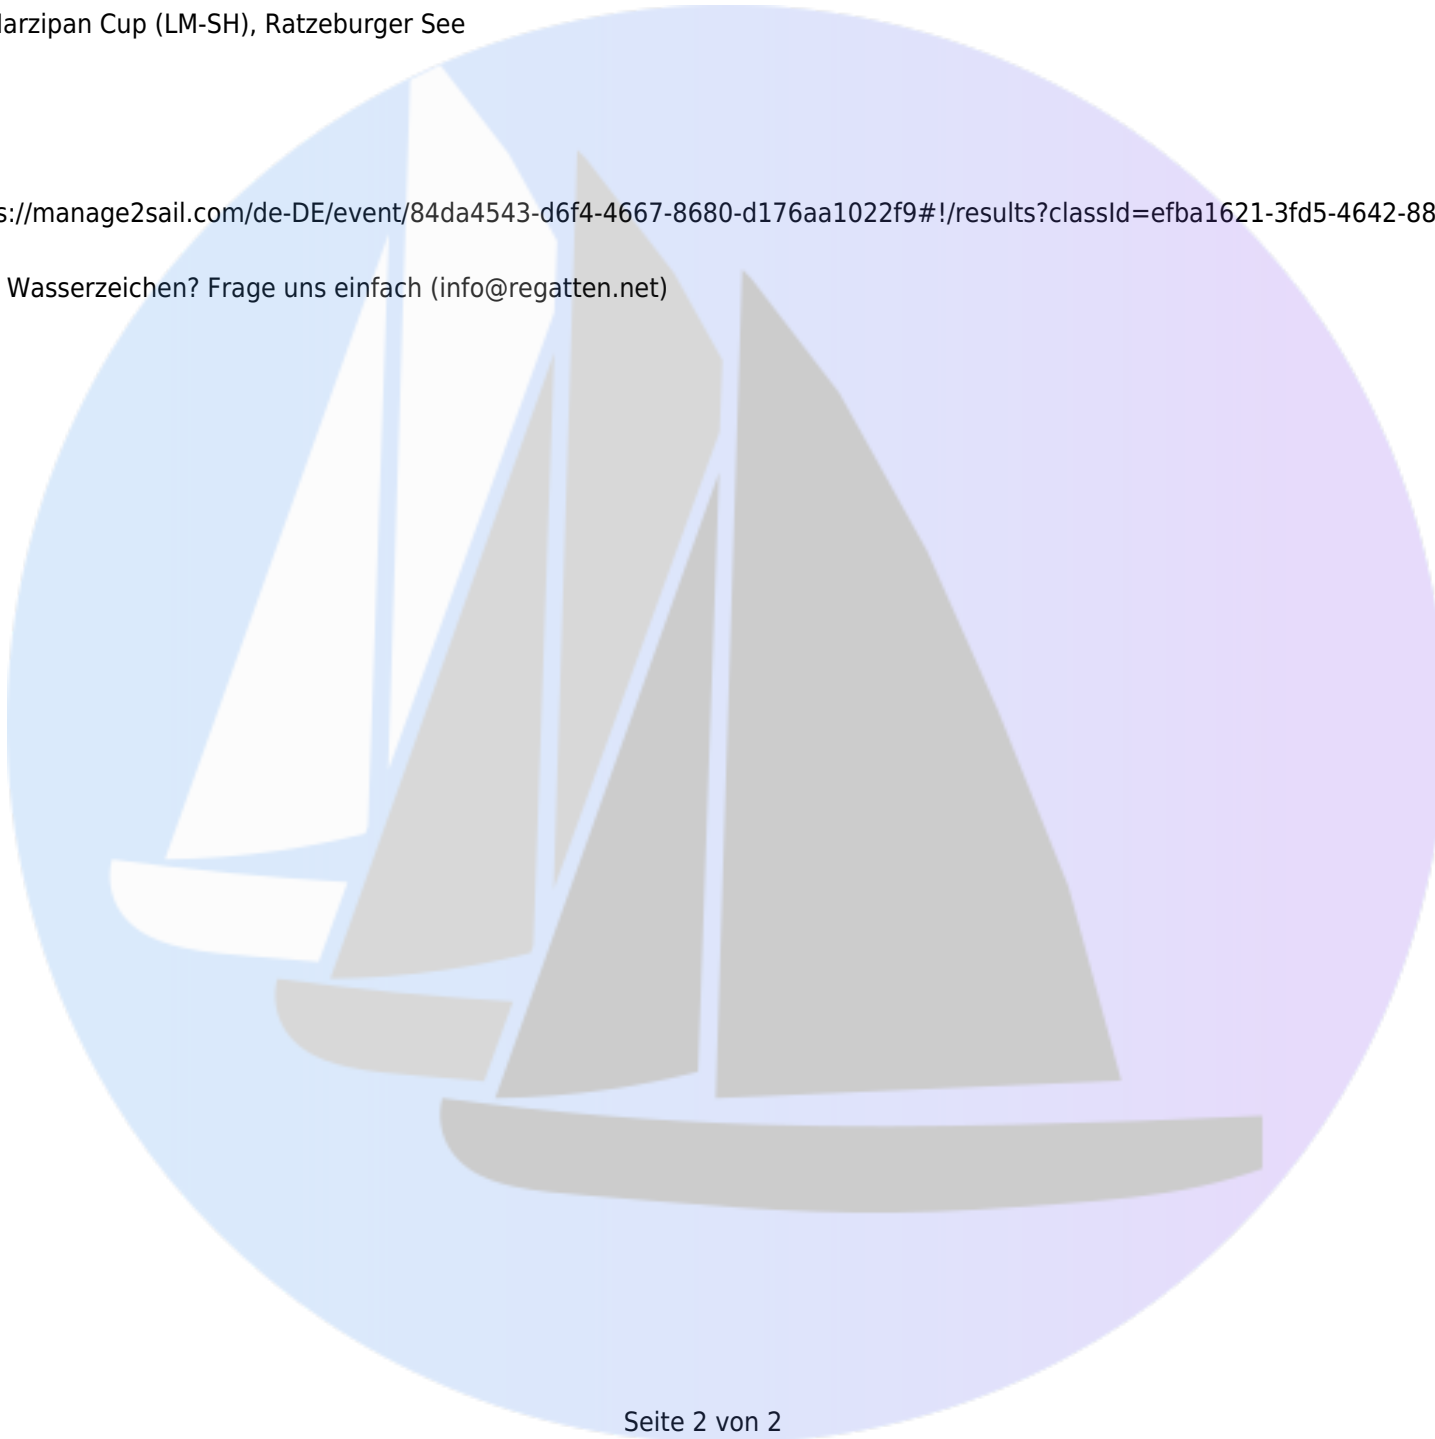 arzipan Cup (LM-SH), Ratzeburger See
s://manage2sail.com/de-DE/event/84da4543-d6f4-4667-8680-d176aa1022f9#!/results?classId=efba1621-3fd5-4642-88
Wasserzeichen? Frage uns einfach (info@regatten.net)
Seite 2 von 2